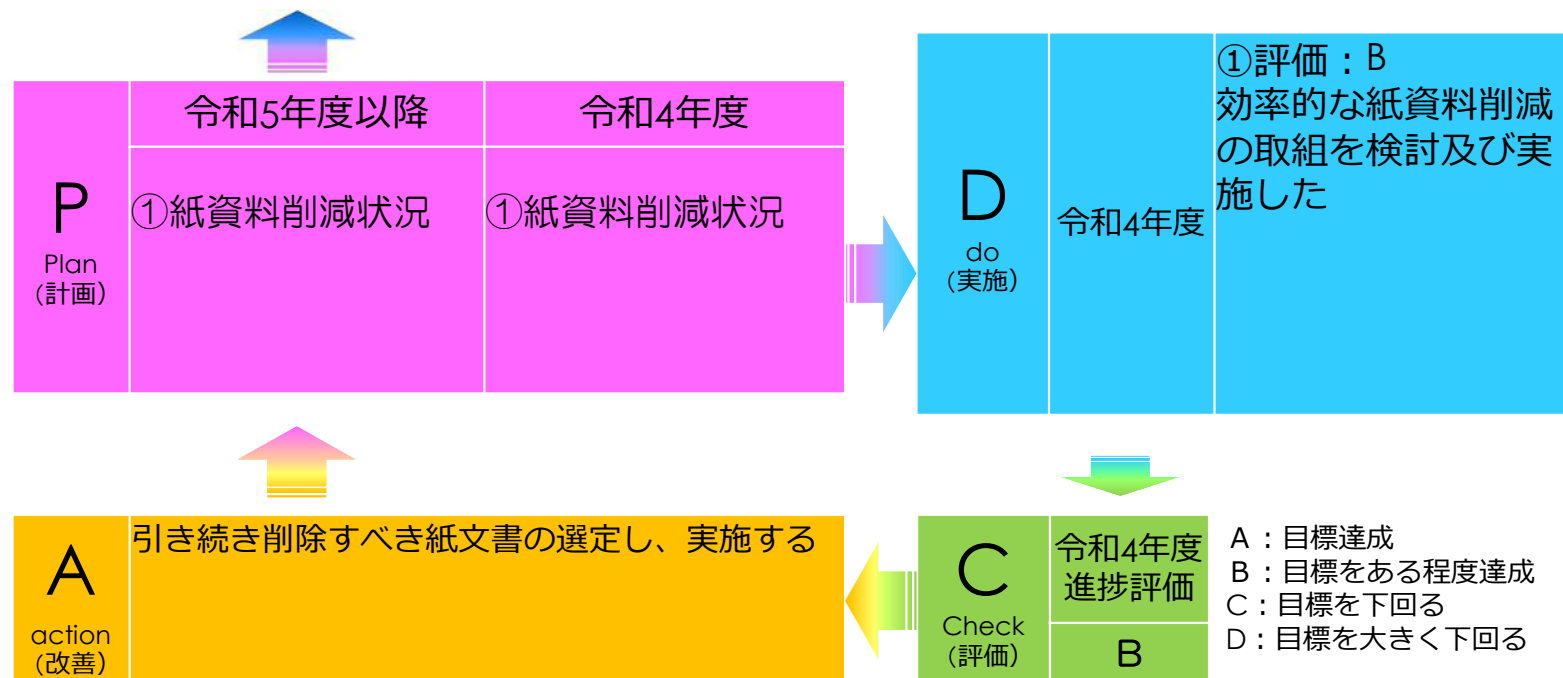 P
Plan
(計画)
令和5年度以降
令和4年度
①紙資料削減状況
①紙資料削減状況
D
do
(実施)
令和4年度
①評価：B
効率的な紙資料削減
の取組を検討及び実
施した
C
Check
(評価)
令和4年度
進捗評価
B
A：目標達成
B：目標をある程度達成
C：目標を下回る
D：目標を大きく下回る
A
action
(改善)
引き続き削除すべき紙文書の選定し、実施する